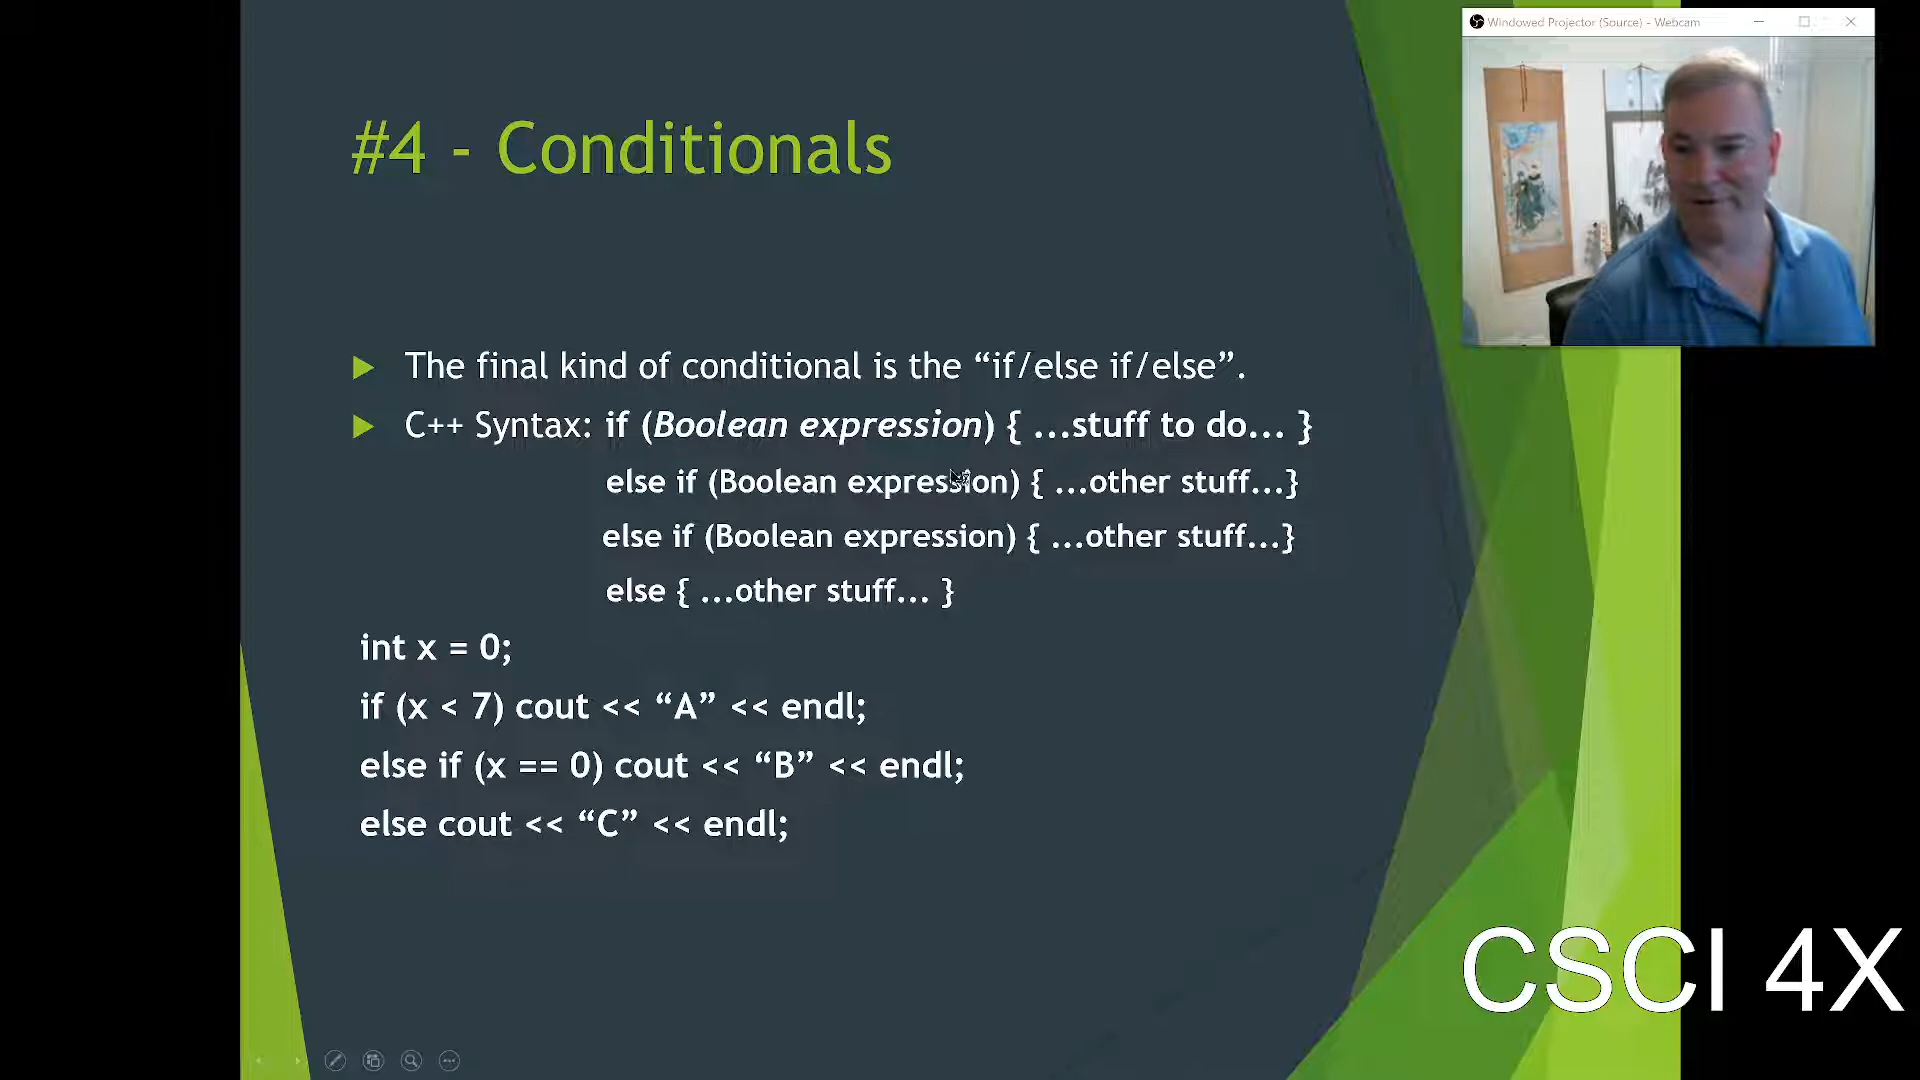 Windowed Projector (Source) - Webcam
#4 - Conditionals
The final kind of conditional is the “if/else if/else”.
C++ Syntax: if (Boolean expression) { ...stuff to do... }
else if (Boolean expression) { ...other stuff...}
else if (Boolean expression) { ...other stuff...}
else { ...other stuff... }
int x = 0;
if (x < 7) cout << “A” << endl;
else if (x == 0) cout << “B” << endl;
else cout << “C” << endl;
CSCI 4X